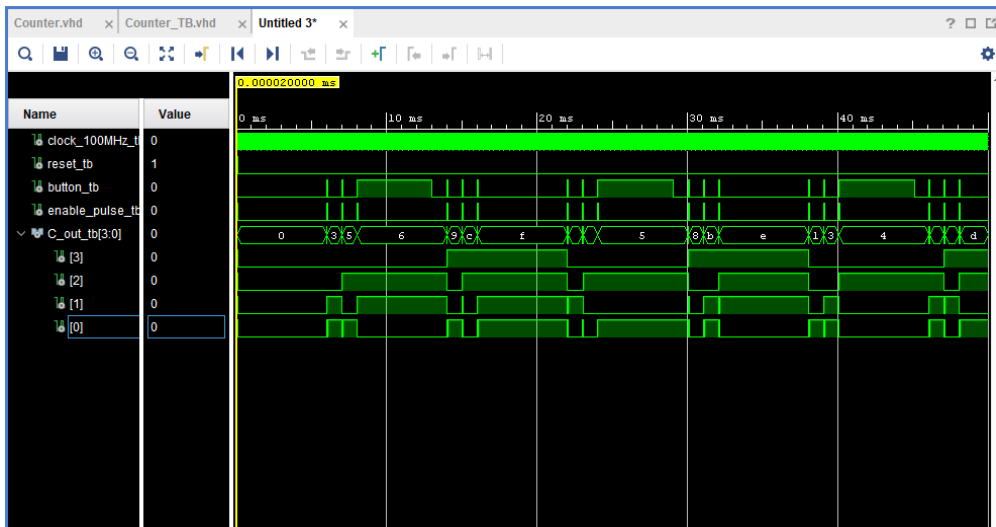 Counter.vhd × Counter_TB.vhd × Untitled 3* × ?
0.000020000 ms
Name Value
0 ms 10 ms 20 ms 30 ms 40 ms
clock_100MHz_t 0
reset_tb 1
button_tb 0
enable_pulse_tb 0
C_out_tb[3:0] 0 0 3 5 6 9 c f 5 8 b e 1 3 4 d
[3] 0
[2] 0
[1] 0
[0] 0